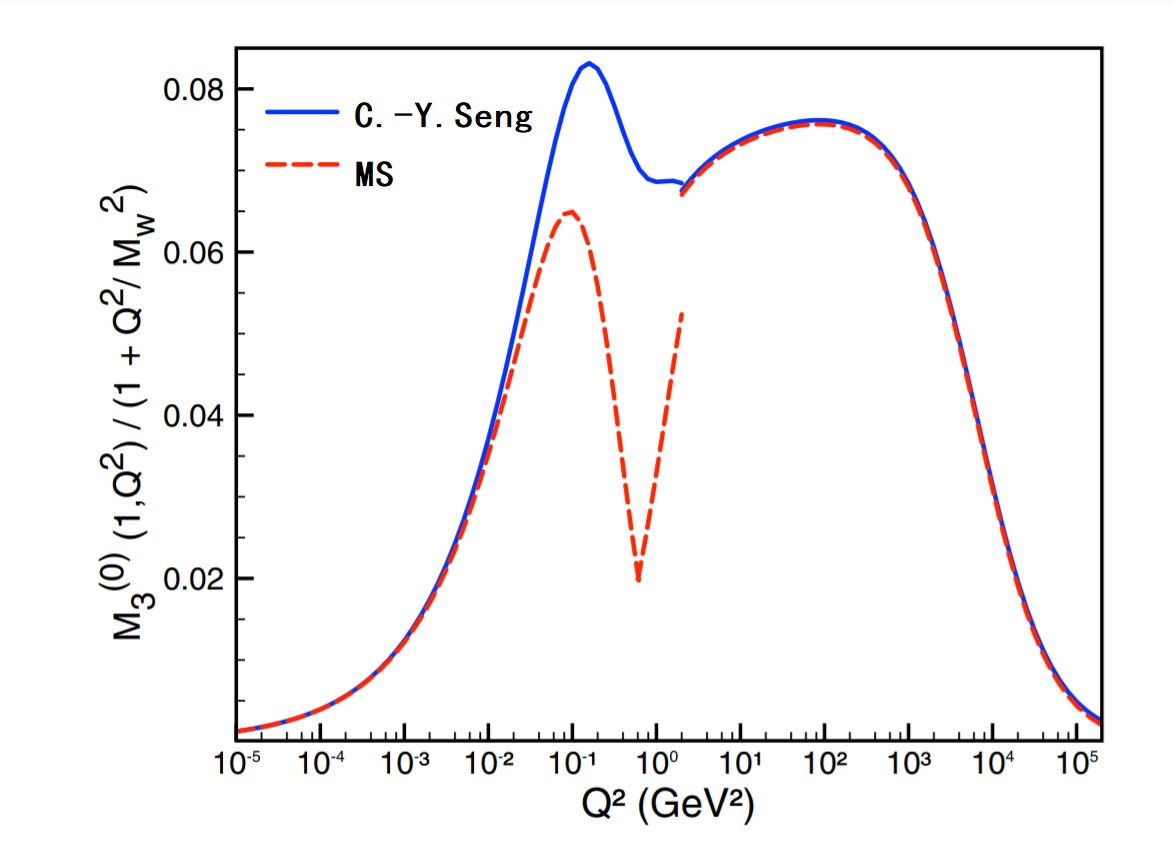 0.08
0.06
0.04
0.02
C.-Y.Seng
MS
M₃⁽⁰⁾ (1,Q²) / (1 + Q²/ M_W²)
10⁻⁵ 10⁻⁴ 10⁻³ 10⁻² 10⁻¹ 10⁰ 10¹ 10² 10³ 10⁴ 10⁵
Q² (GeV²)